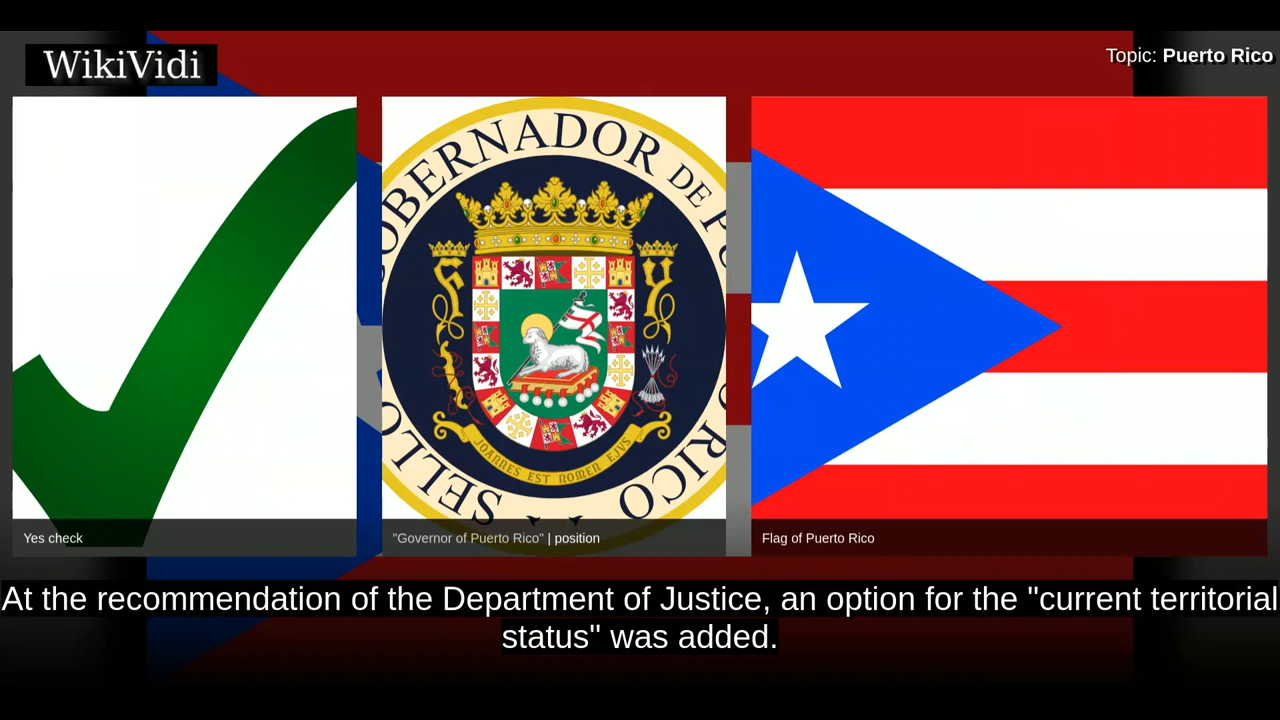 WikiVidi
Topic: Puerto Rico
GOBERNADOR DE P
SELLO
RICO
JOANNES EST NOMEN EJVS
Yes check
"Governor of Puerto Rico" | position
Flag of Puerto Rico
At the recommendation of the Department of Justice, an option for the "current territorial
status" was added.